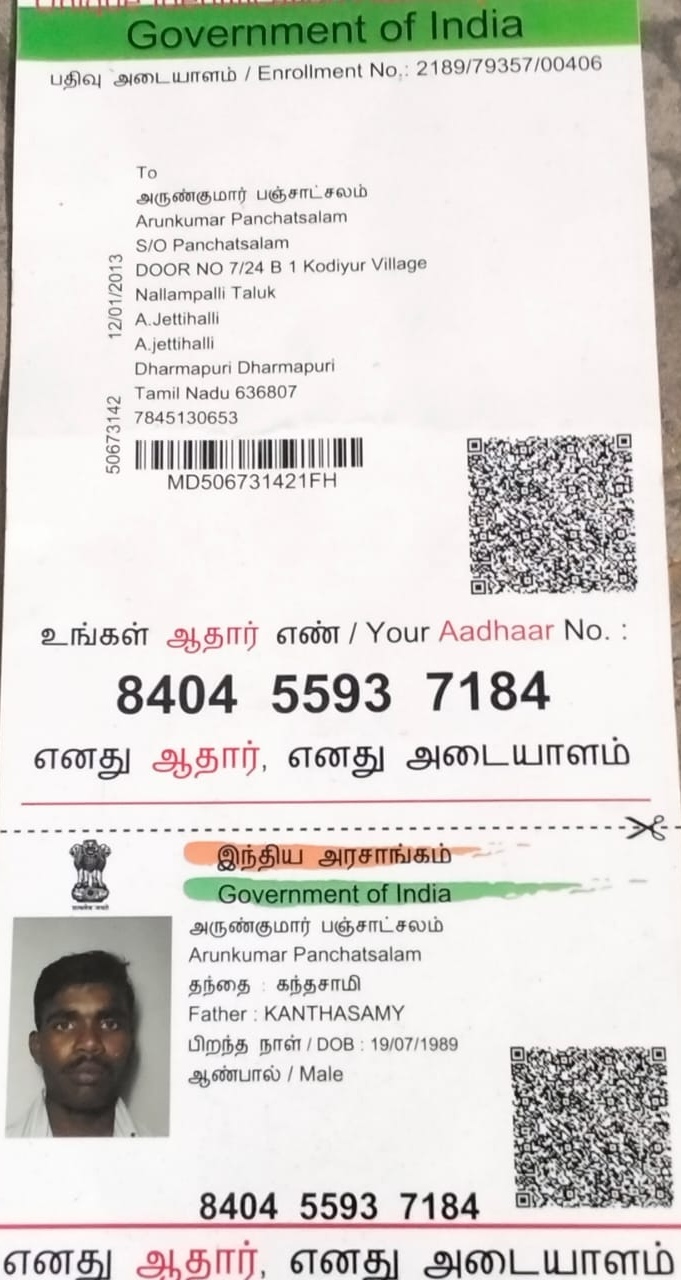 Government of India
பதிவு அடையாளம் / Enrollment No.: 2189/79357/00406
To
அருண்குமார் பஞ்சாட்சலம்
Arunkumar Panchatsalam
S/O Panchatsalam
DOOR NO 7/24 B 1 Kodiyur Village
Nallampalli Taluk
A.Jettihalli
A.jettihalli
Dharmapuri Dharmapuri
Tamil Nadu 636807
7845130653
12/01/2013
50673142
MD506731421FH
உங்கள் ஆதார் எண் / Your Aadhaar No. :
8404 5593 7184
எனது ஆதார், எனது அடையாளம்
இந்திய அரசாங்கம்
Government of India
அருண்குமார் பஞ்சாட்சலம்
Arunkumar Panchatsalam
தந்தை : கந்தசாமி
Father : KANTHASAMY
பிறந்த நாள் / DOB : 19/07/1989
ஆண்பால் / Male
8404 5593 7184
எனது ஆதார், எனது அடையாளம்